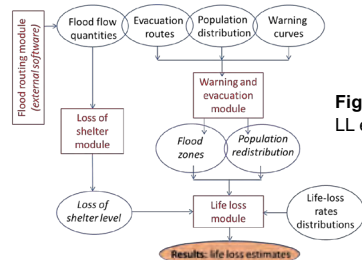 Flood routing module
(external software)
Flood flow
quantities
Evacuation
routes
Population
distribution
Warning
curves
Loss of
shelter
module
Warning and
evacuation
module
Flood
zones
Population
redistribution
Loss of
shelter level
Life loss
module
Life-loss
rates
distributions
Results: life loss estimates
Fig
LL e